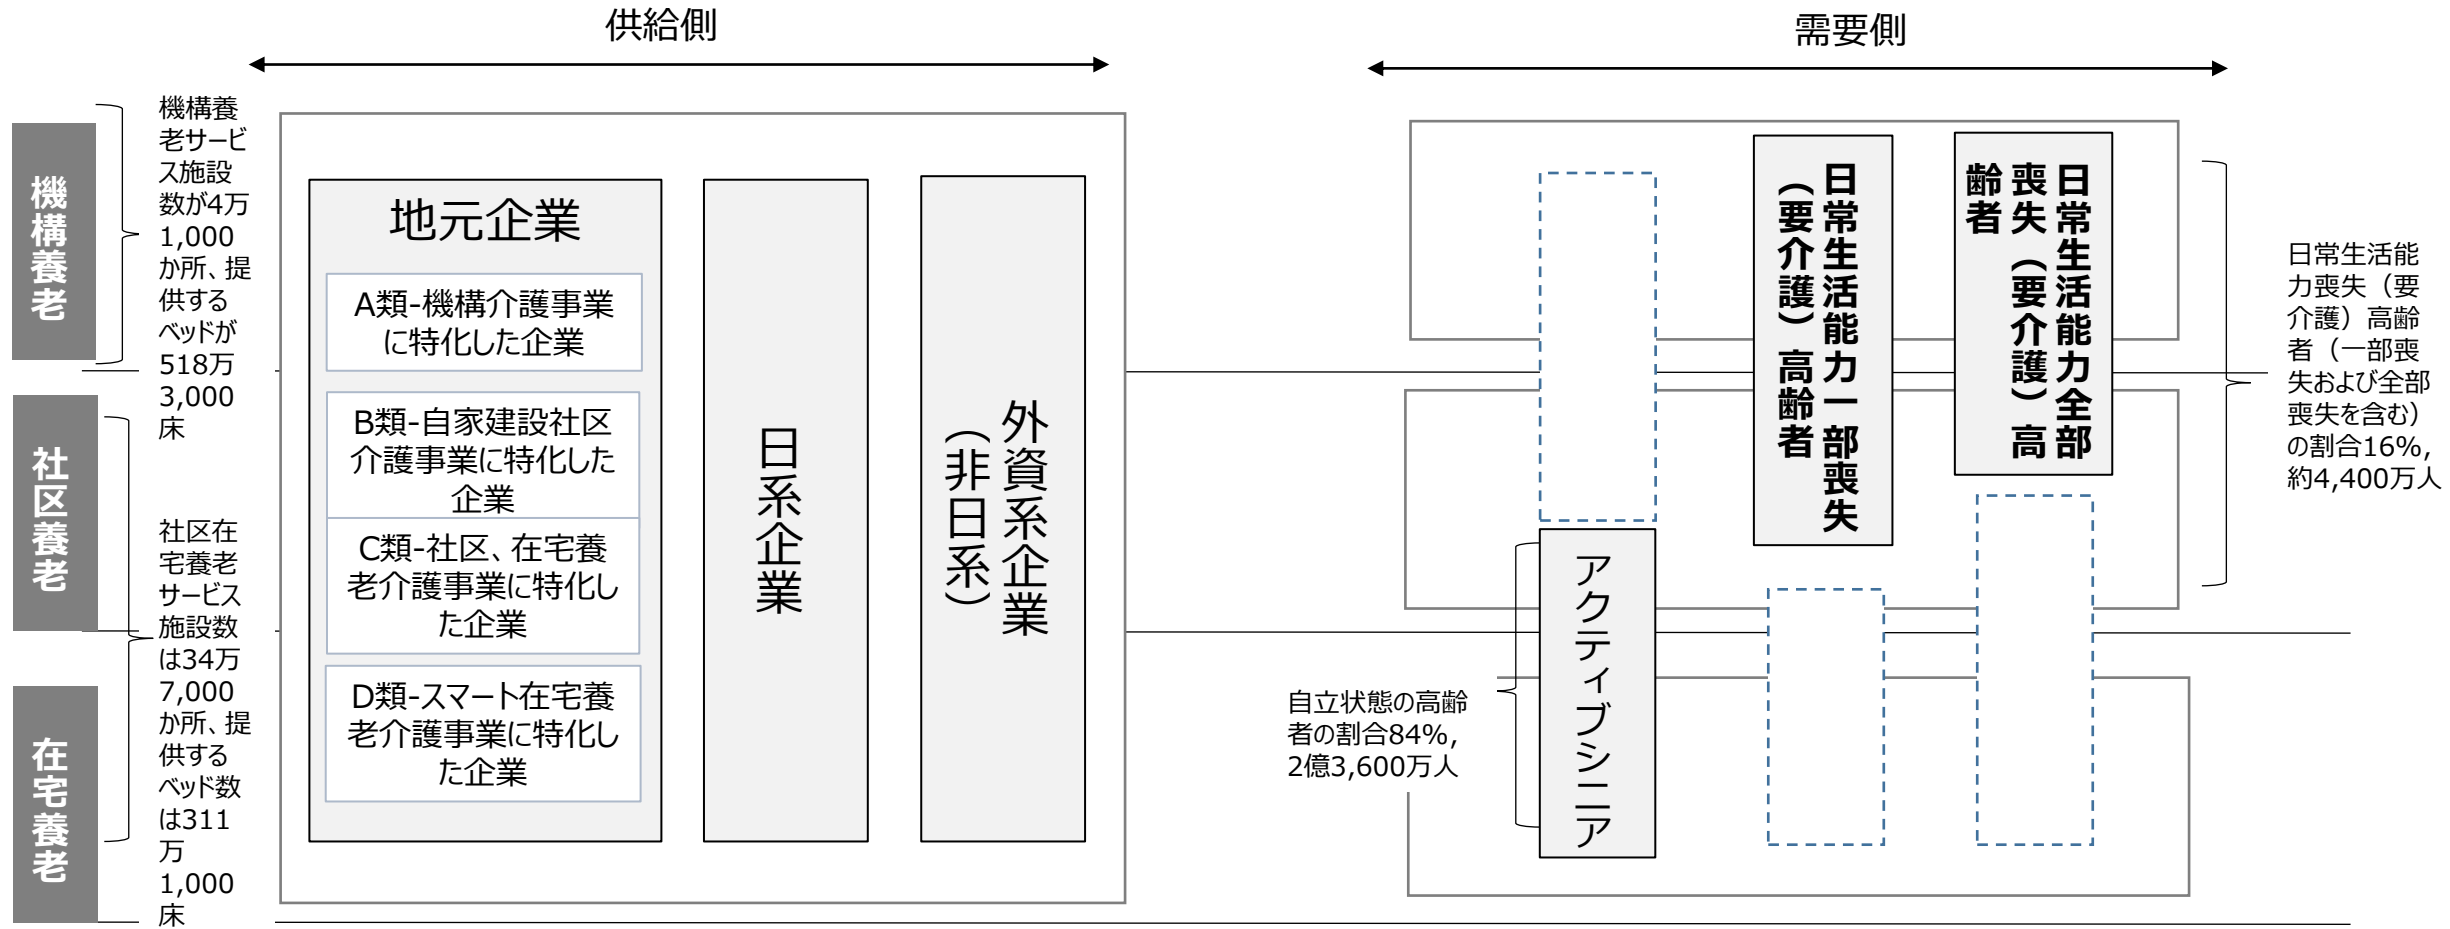 供給側
需要側
機構養老
機構養
老サービ
ス施設
数が4万
1,000
か所、提
供する
ベッドが
518万
3,000
床
社区養老
社区在
宅養老
サービス
施設数
は34万
7,000
か所、提
供する
ベッド数
は311
万
1,000
床
在宅養老
地元企業
A類-機構介護事業
に特化した企業
B類-自家建設社区
介護事業に特化した
企業
C類-社区、在宅養
老介護事業に特化し
た企業
D類-スマート在宅養
老介護事業に特化し
た企業
日系企業
外資系企業
（非日系）
自立状態の高齢
者の割合84%,
2億3,600万人
アクティブシニア
日常生活能力一部喪失
（要介護）高齢者
日常生活能力全部
喪失（要介護）高
齢者
日常生活能
力喪失（要
介護）高齢
者（一部喪
失および全部
喪失を含む）
の割合16%,
約4,400万人